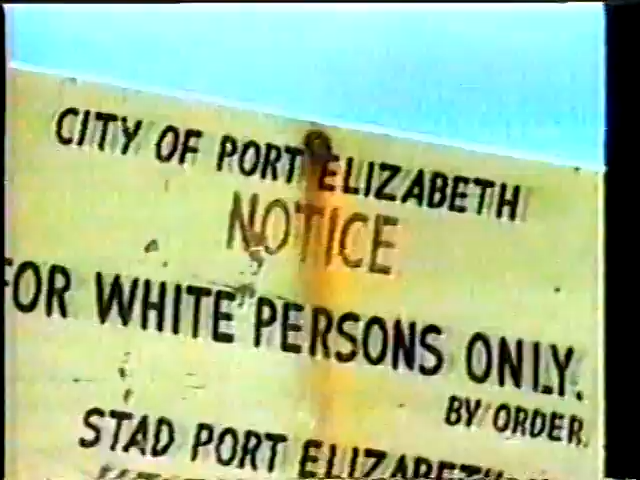 CITY OF PORT ELIZABETH
NOTICE
FOR WHITE PERSONS ONLY.
BY ORDER.
STAD PORT ELIZABETH